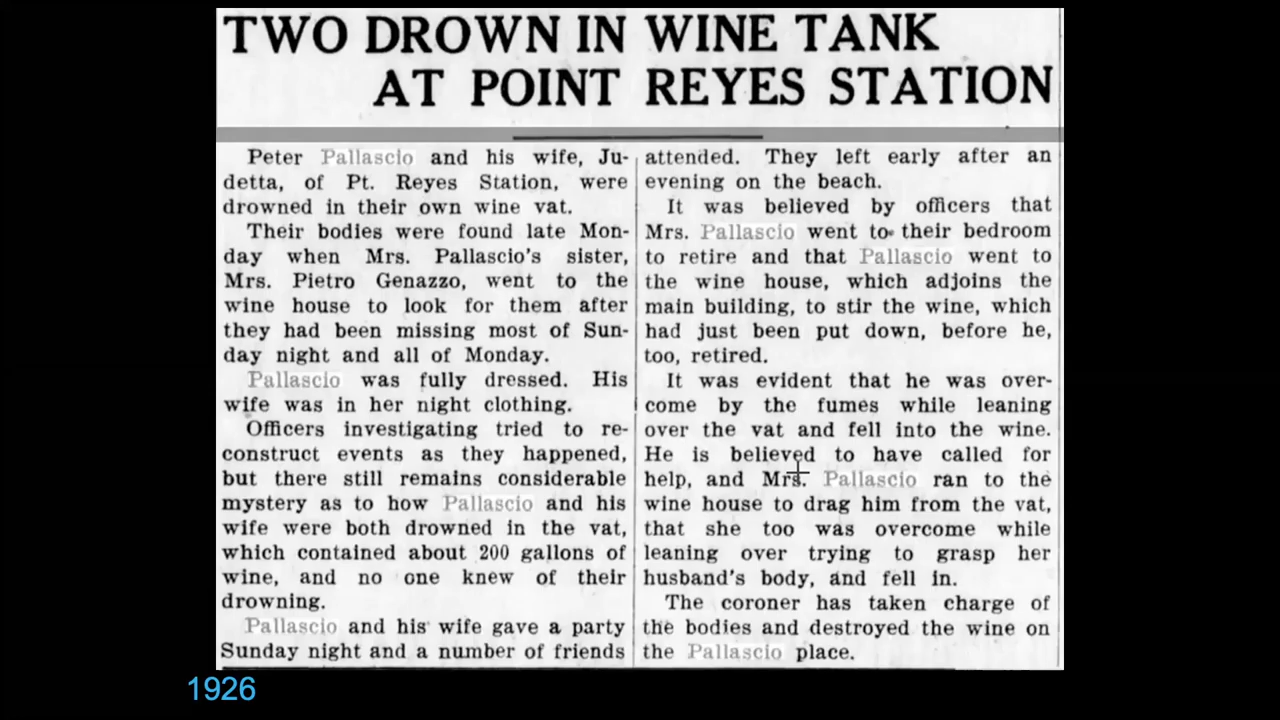 TWO DROWN IN WINE TANK
AT POINT REYES STATION
Peter Pallascio and his wife, Ju-
detta, of Pt. Reyes Station, were
drowned in their own wine vat.
Their bodies were found late Mon-
day when Mrs. Pallascio's sister,
Mrs. Pietro Genazzo, went to the
wine house to look for them after
they had been missing most of Sun-
day night and all of Monday.
Pallascio was fully dressed. His
wife was in her night clothing.
Officers investigating tried to re-
construct events as they happened,
but there still remains considerable
mystery as to how Pallascio and his
wife were both drowned in the vat,
which contained about 200 gallons of
wine, and no one knew of their
drowning.
Pallascio and his wife gave a party
Sunday night and a number of friends
attended. They left early after an
evening on the beach.
It was believed by officers that
Mrs. Pallascio went to their bedroom
to retire and that Pallascio went to
the wine house, which adjoins the
main building, to stir the wine, which
had just been put down, before he,
too, retired.
It was evident that he was over-
come by the fumes while leaning
over the vat and fell into the wine.
He is believed to have called for
help, and Mrs. Pallascio ran to the
wine house to drag him from the vat,
that she too was overcome while
leaning over trying to grasp her
husband's body, and fell in.
The coroner has taken charge of
the bodies and destroyed the wine on
the Pallascio place.
1926